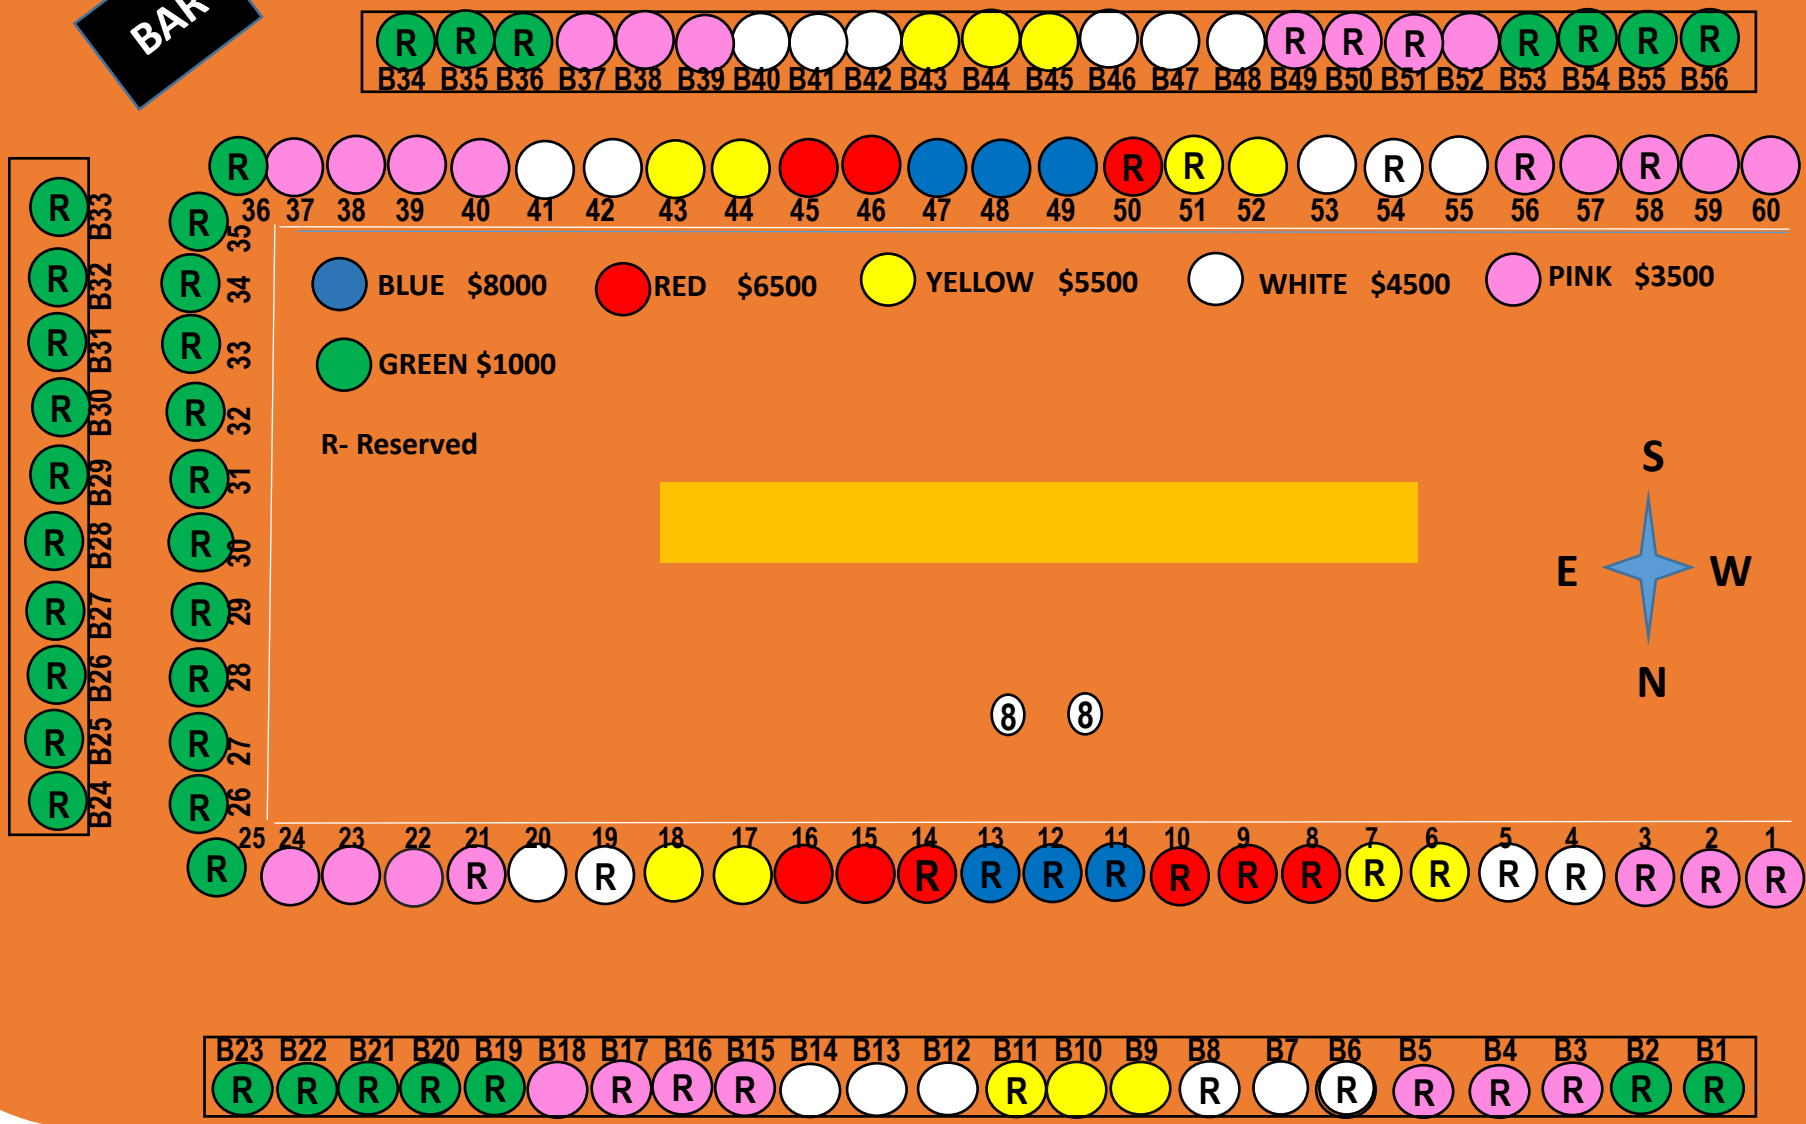 BAR
R R R R R R R R R R
B34 B35 B36 B37 B38 B39 B40 B41 B42 B43 B44 B45 B46 B47 B48 B49 B50 B51 B52 B53 B54 B55 B56
R R R R R R
36 37 38 39 40 41 42 43 44 45 46 47 48 49 50 51 52 53 54 55 56 57 58 59 60
R B33
R B32
R B31
R B30
R B29
R B28
R B27
R B26
R B25
R B24
R 35
R 34
R 33
R 32
R 31
R 30
R 29
R 28
R 27
R 26
BLUE $8000 RED $6500 YELLOW $5500 WHITE $4500 PINK $3500
GREEN $1000
R- Reserved
S
E W
N
8 8
25 24 23 22 21 20 19 18 17 16 15 14 13 12 11 10 9 8 7 6 5 4 3 2 1
R R R R R R R R R R R R R R R R R
B23 B22 B21 B20 B19 B18 B17 B16 B15 B14 B13 B12 B11 B10 B9 B8 B7 B6 B5 B4 B3 B2 B1
R R R R R R R R R R R R R R R R